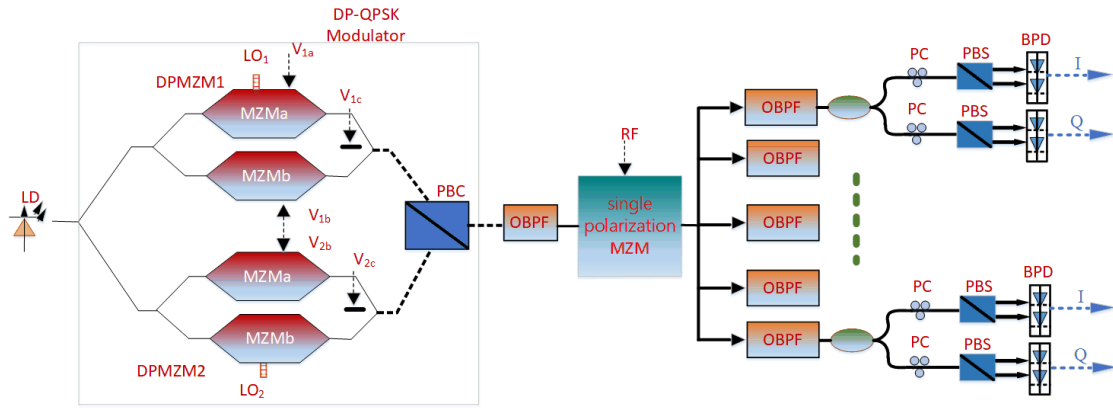 DP-QPSK
Modulator
LO1
V1a
DPMZM1
MZMa
V1c
MZMb
LD
V1b
V2b
PBC
OBPF
RF
single
polarization
MZM
MZMa
V2c
MZMb
DPMZM2
LO2
OBPF
OBPF
OBPF
OBPF
OBPF
PC
PBS
BPD
I
PC
PBS
Q
PC
PBS
BPD
I
PC
PBS
Q